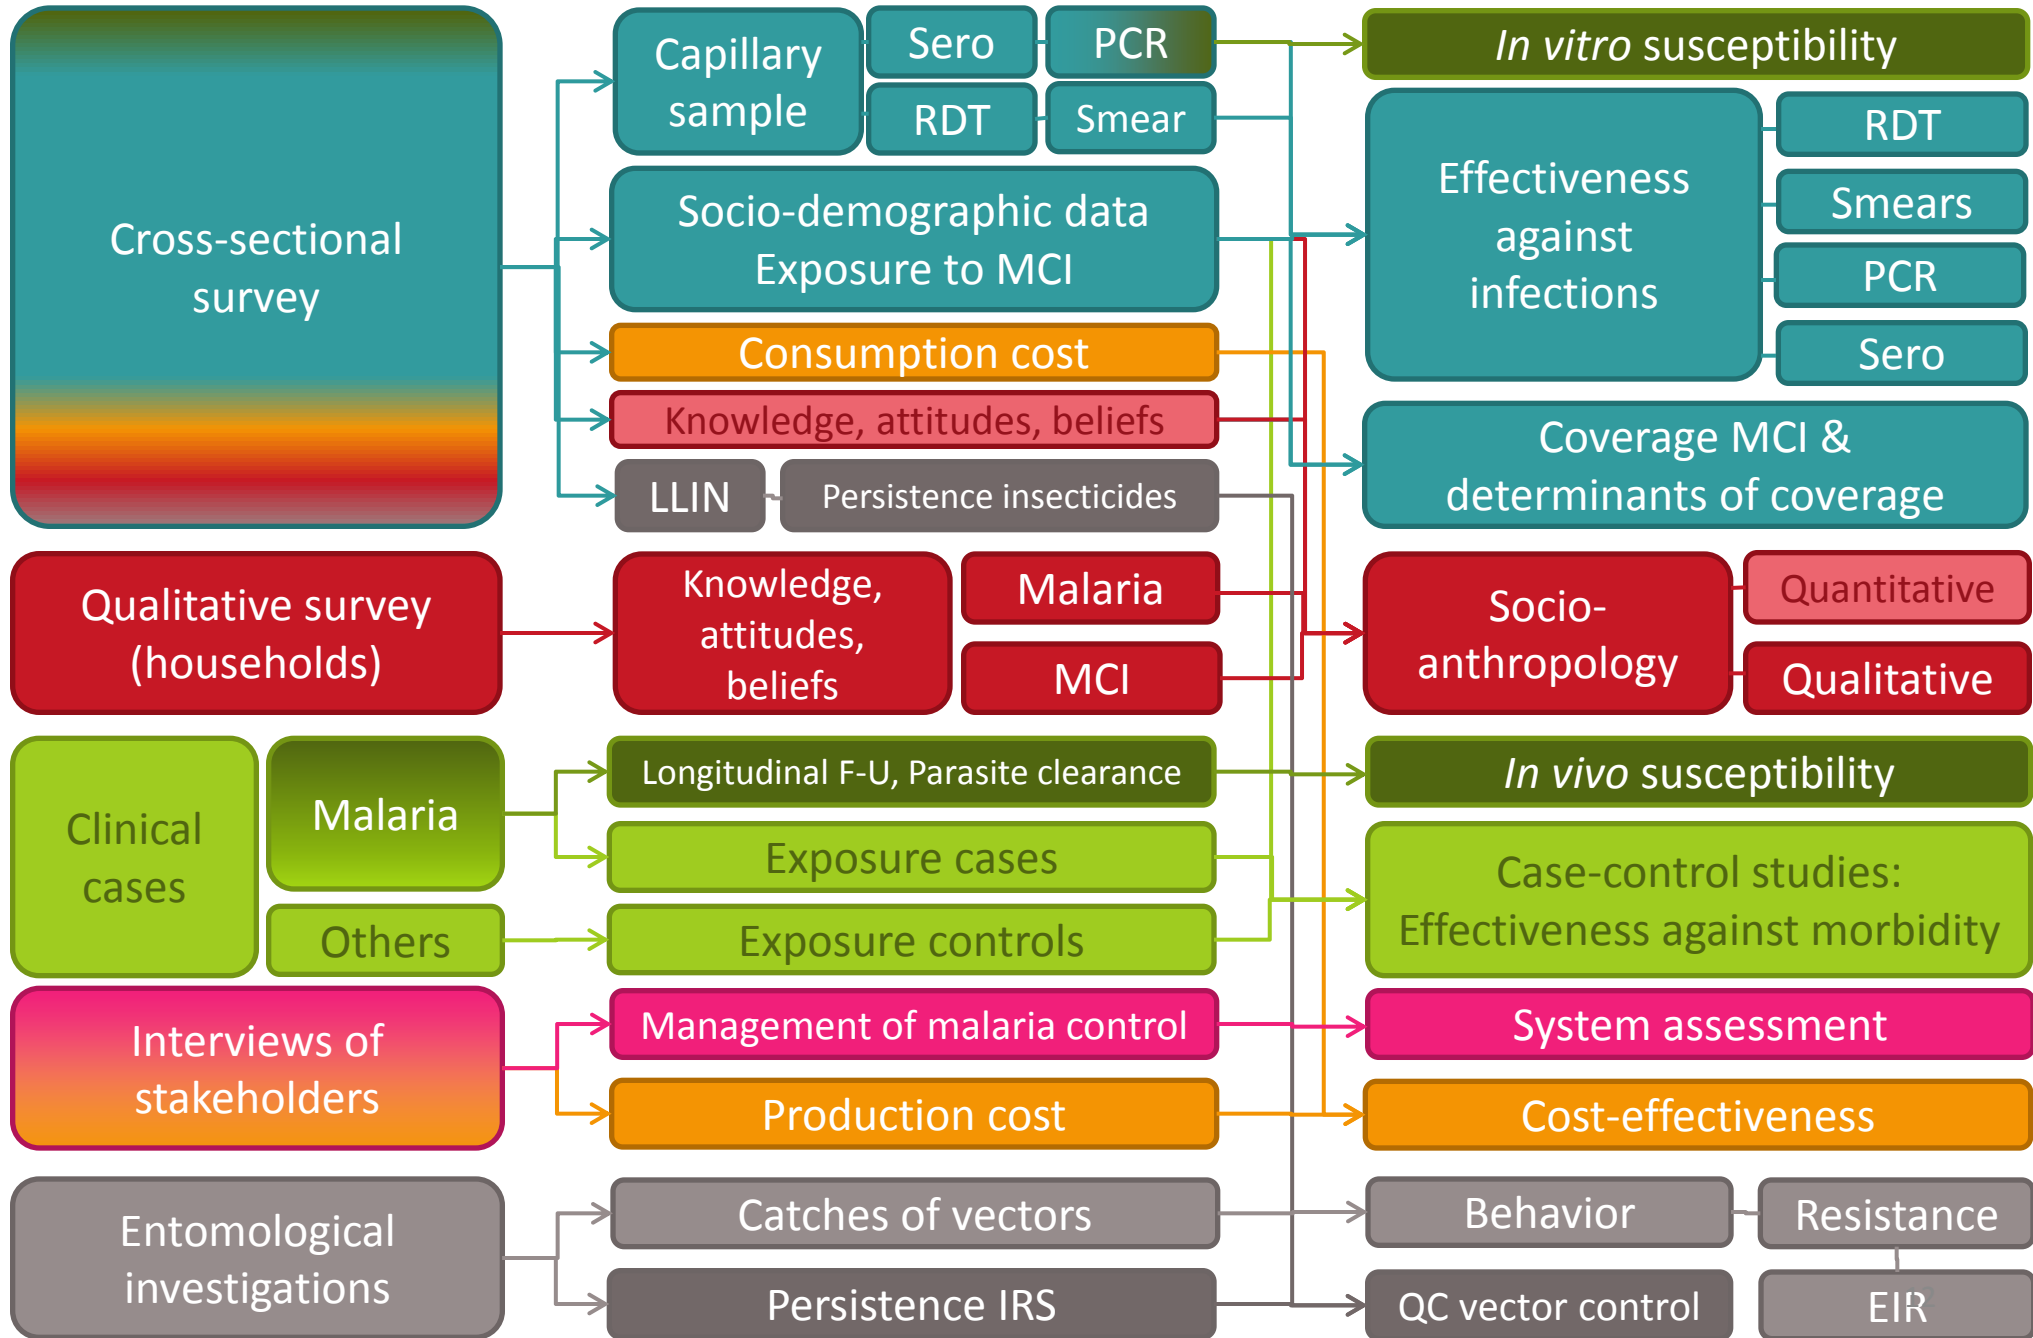 Cross-sectional
survey
Capillary
sample
Sero
PCR
RDT
Smear
Socio-demographic data
Exposure to MCI
Consumption cost
Knowledge, attitudes, beliefs
LLIN
Persistence insecticides
In vitro susceptibility
Effectiveness
against
infections
RDT
Smears
PCR
Sero
Coverage MCI &
determinants of coverage
Qualitative survey
(households)
Knowledge,
attitudes,
beliefs
Malaria
MCI
Socio-
anthropology
Quantitative
Qualitative
Clinical
cases
Malaria
Others
Longitudinal F-U, Parasite clearance
Exposure cases
Exposure controls
In vivo susceptibility
Case-control studies:
Effectiveness against morbidity
Interviews of
stakeholders
Management of malaria control
Production cost
System assessment
Cost-effectiveness
Entomological
investigations
Catches of vectors
Persistence IRS
Behavior
Resistance
QC vector control
EIR